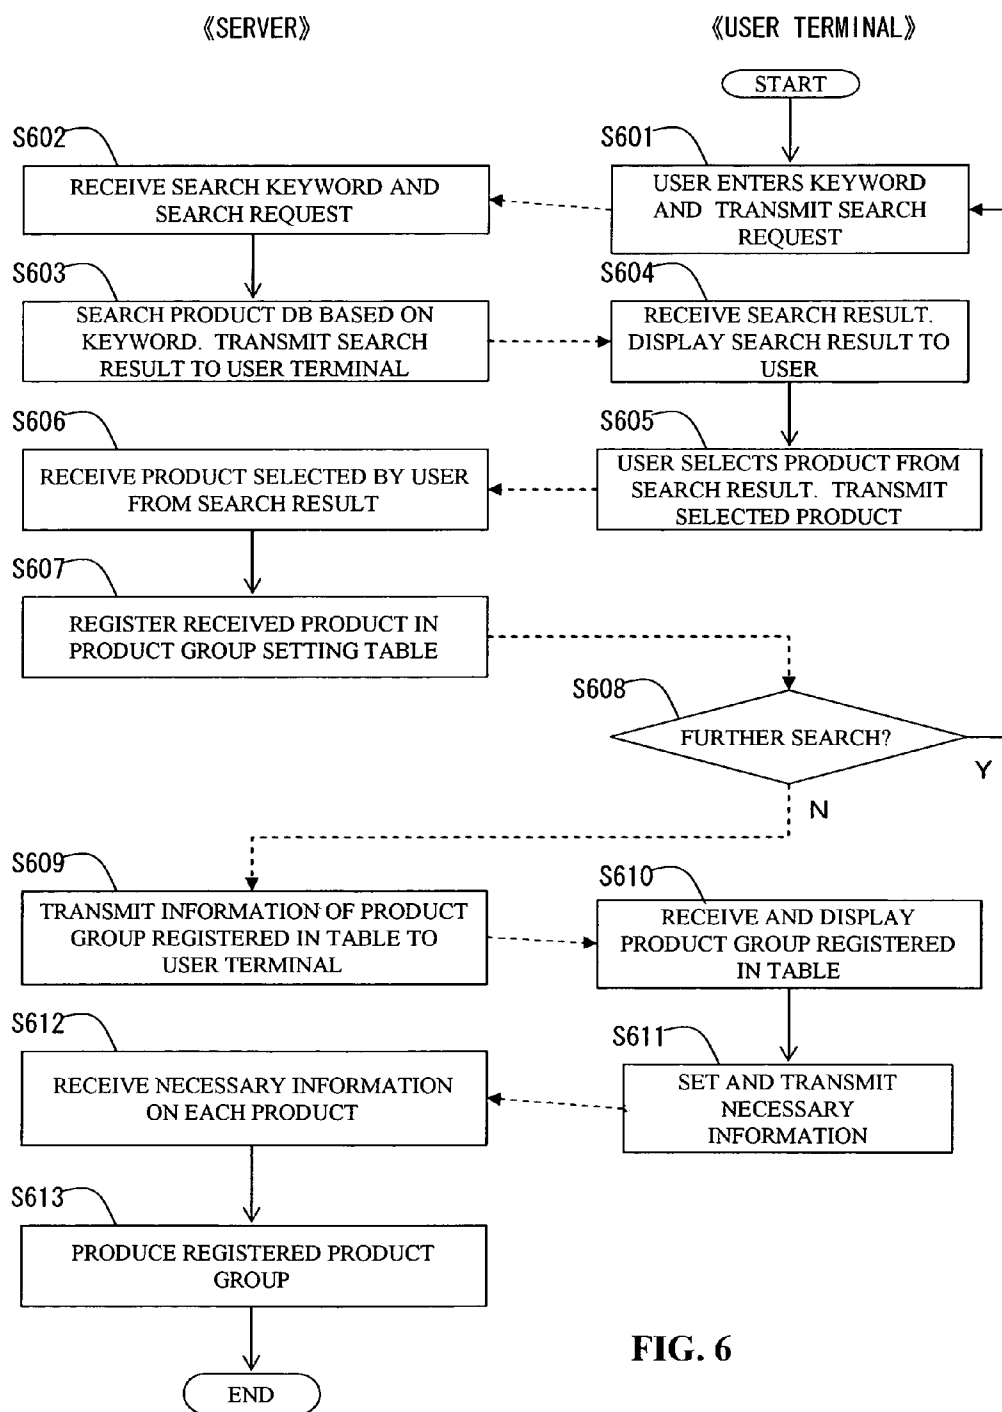 《SERVER》
《USER TERMINAL》
START
S602
S601
RECEIVE SEARCH KEYWORD AND
SEARCH REQUEST
USER ENTERS KEYWORD
AND TRANSMIT SEARCH
REQUEST
S603
S604
SEARCH PRODUCT DB BASED ON
KEYWORD. TRANSMIT SEARCH
RESULT TO USER TERMINAL
RECEIVE SEARCH RESULT.
DISPLAY SEARCH RESULT TO
USER
S606
S605
RECEIVE PRODUCT SELECTED BY USER
FROM SEARCH RESULT
USER SELECTS PRODUCT FROM
SEARCH RESULT. TRANSMIT
SELECTED PRODUCT
S607
REGISTER RECEIVED PRODUCT IN
PRODUCT GROUP SETTING TABLE
S608
FURTHER SEARCH?
Y
N
S609
S610
TRANSMIT INFORMATION OF PRODUCT
GROUP REGISTERED IN TABLE TO
USER TERMINAL
RECEIVE AND DISPLAY
PRODUCT GROUP REGISTERED
IN TABLE
S612
S611
RECEIVE NECESSARY INFORMATION
ON EACH PRODUCT
SET AND TRANSMIT
NECESSARY
INFORMATION
S613
PRODUCE REGISTERED PRODUCT
GROUP
END
FIG. 6